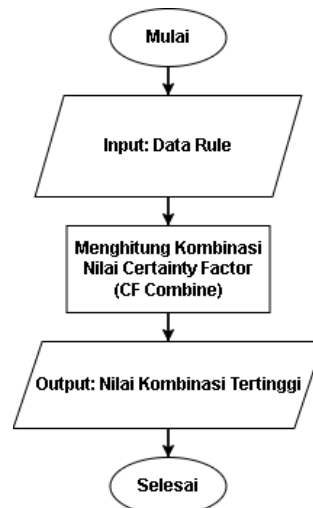 Mulai
Input: Data Rule
Menghitung Kombinasi
Nilai Certainty Factor
(CF Combine)
Output: Nilai Kombinasi Tertinggi
Selesai